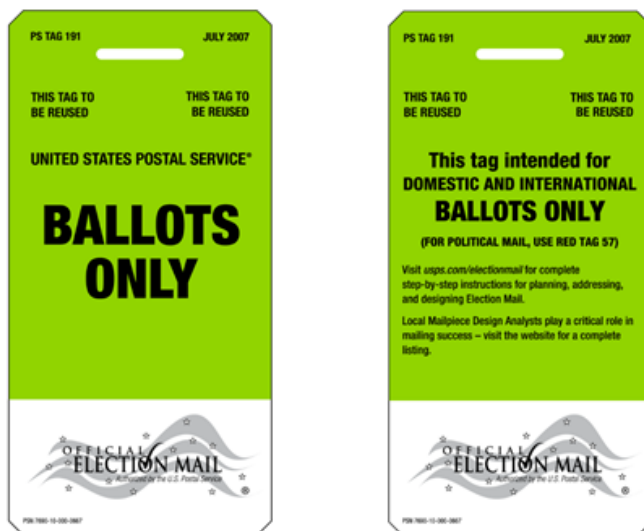 PS TAG 191 JULY 2007
THIS TAG TO THIS TAG TO
BE REUSED BE REUSED
UNITED STATES POSTAL SERVICE®
BALLOTS
ONLY
OFFICIAL
ELECTION MAIL
Authorized by the U.S. Postal Service
®
PS TAG 191 JULY 2007
THIS TAG TO THIS TAG TO
BE REUSED BE REUSED
This tag intended for
DOMESTIC AND INTERNATIONAL
BALLOTS ONLY
(FOR POLITICAL MAIL, USE RED TAG 57)
Visit usps.com/electionmail for complete
step-by-step instructions for planning, addressing,
and designing Election Mail.
Local Mailpiece Design Analysts play a critical role in
mailing success – visit the website for a complete
listing.
OFFICIAL
ELECTION MAIL
Authorized by the U.S. Postal Service
®